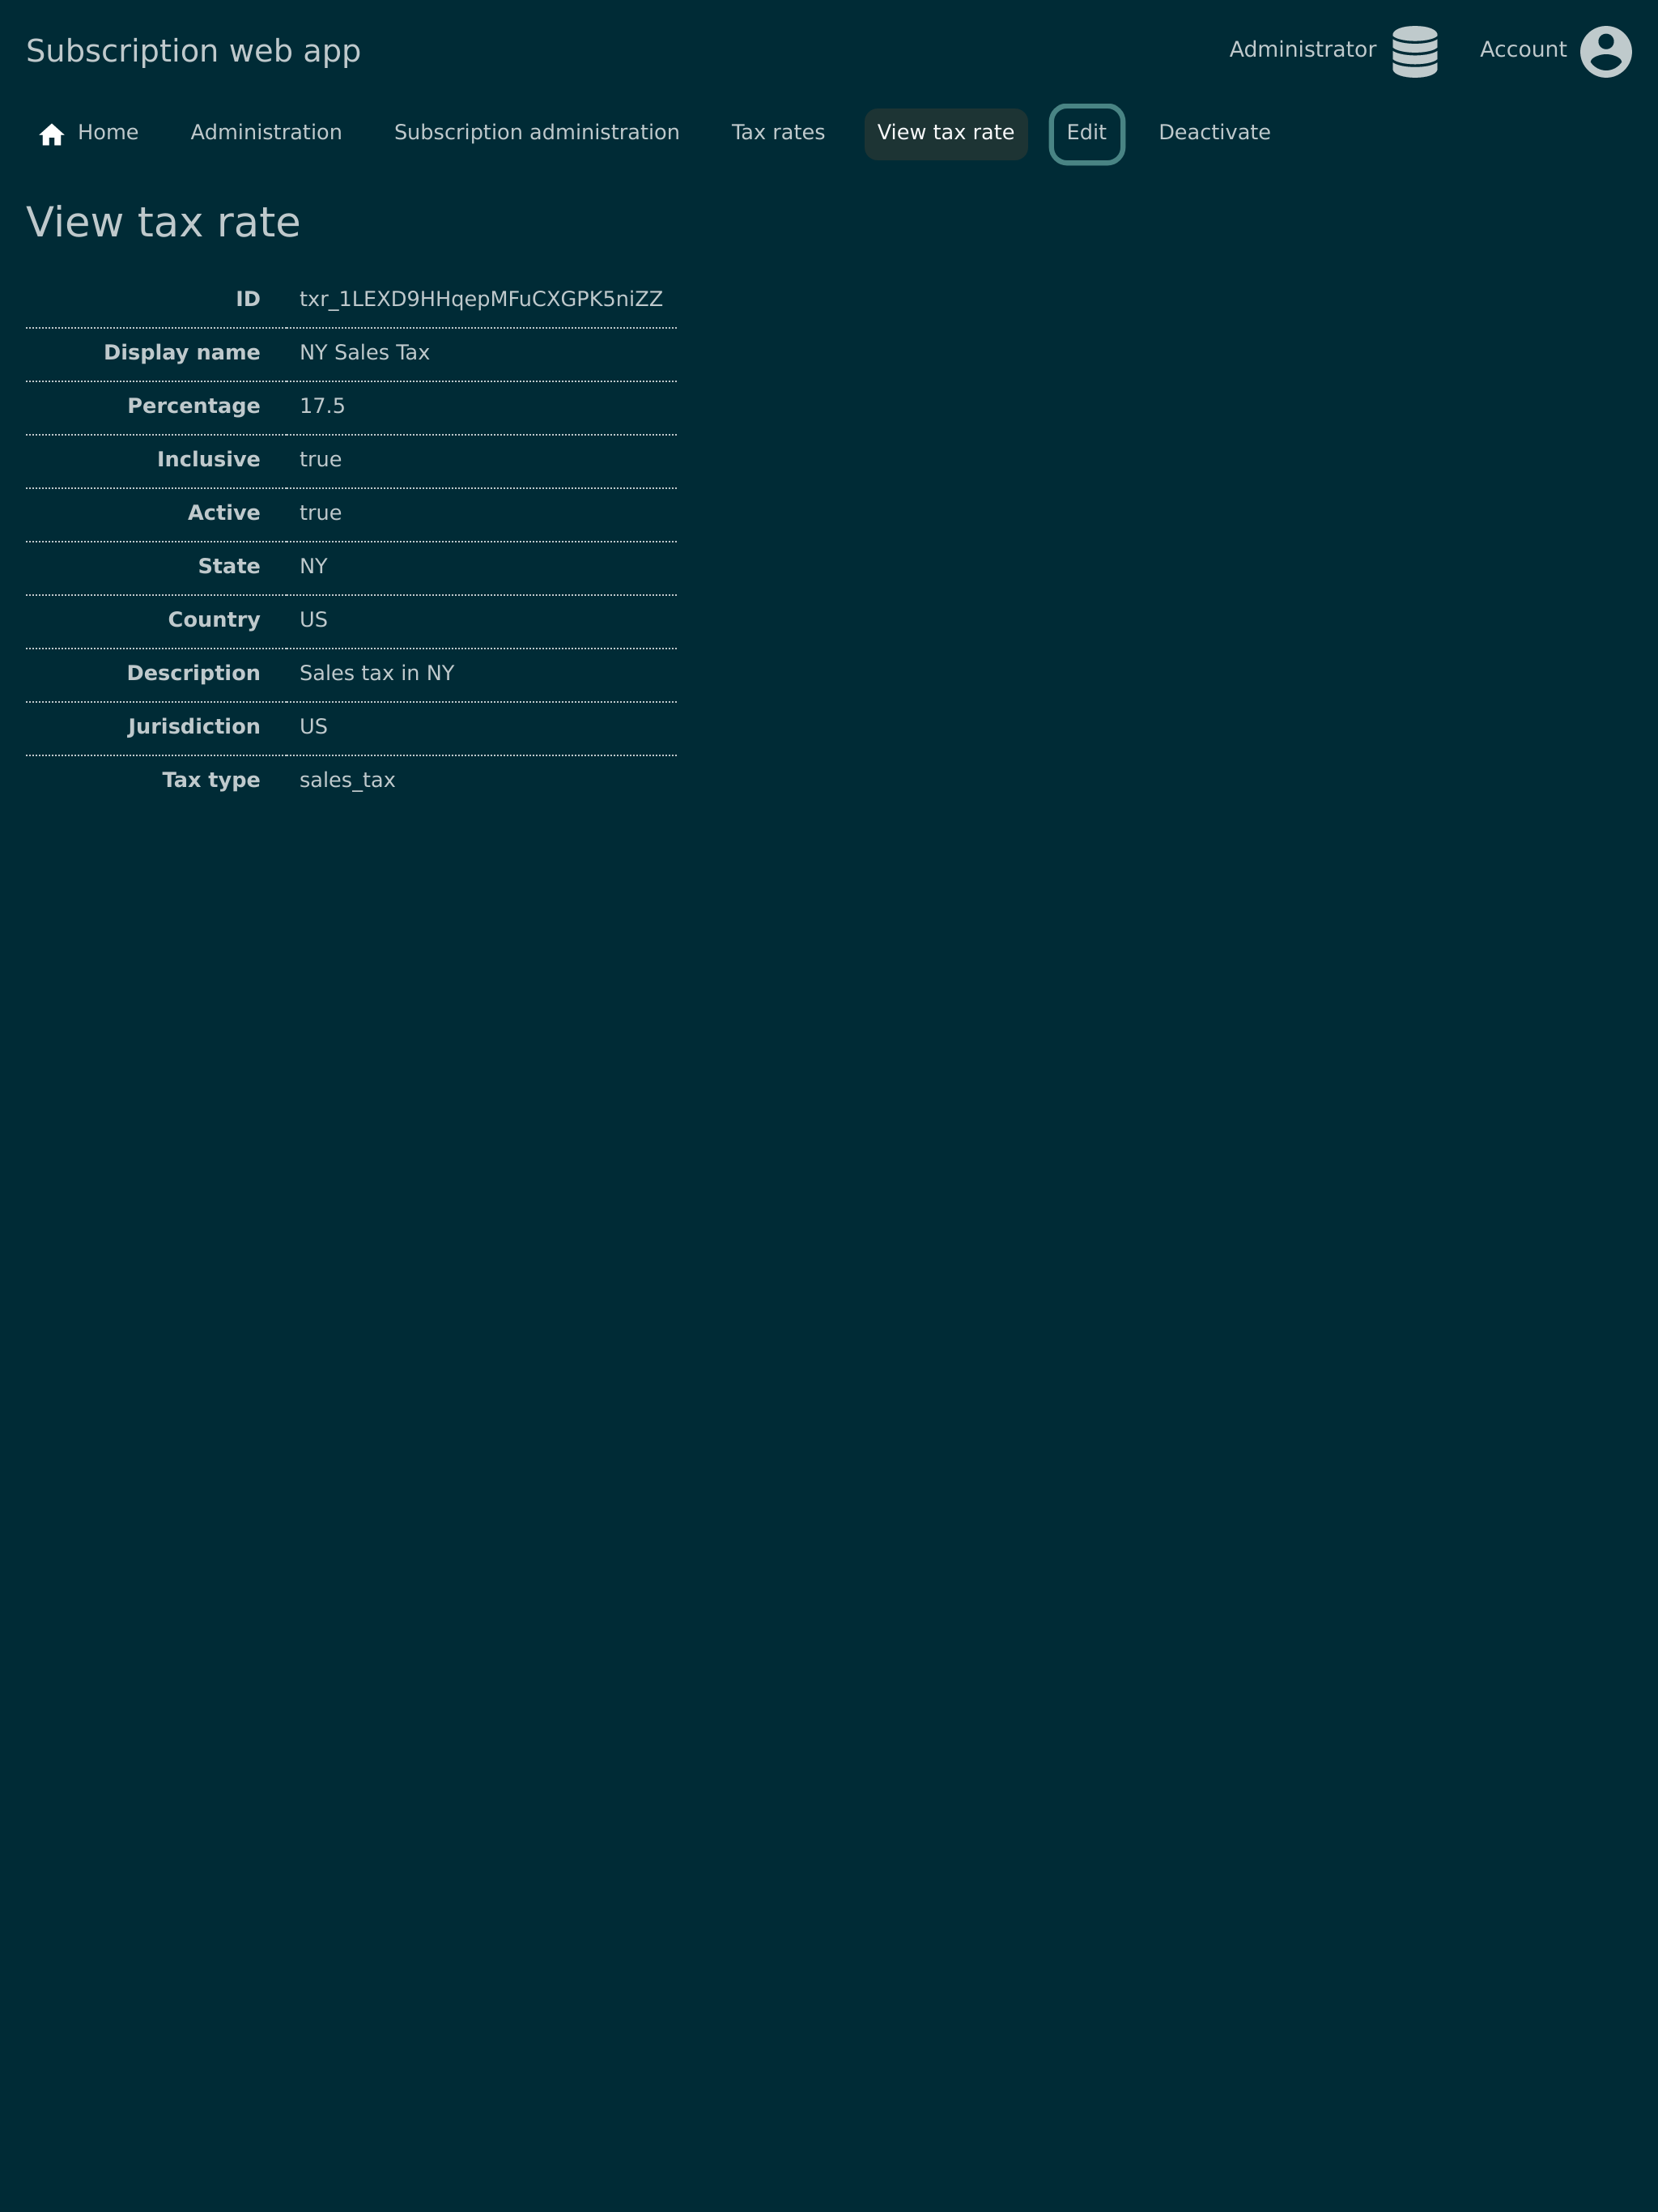 Subscription web app
Administrator
Account
Home
Administration
Subscription administration
Tax rates
View tax rate
Edit
Deactivate
View tax rate
ID txr_1LEXD9HHqepMFuCXGPK5niZZ
Display name NY Sales Tax
Percentage 17.5
Inclusive true
Active true
State NY
Country US
Description Sales tax in NY
Jurisdiction US
Tax type sales_tax